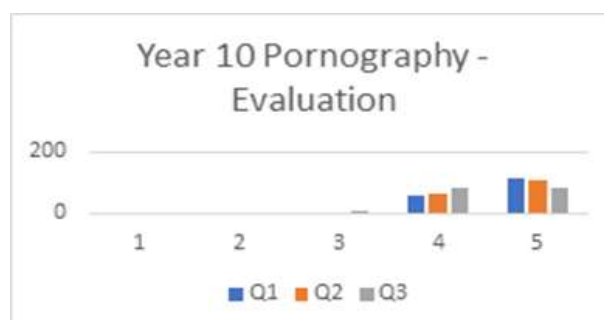 Year 10 Pornography -
Evaluation
200
0
1 2 3 4 5
Q1 Q2 Q3